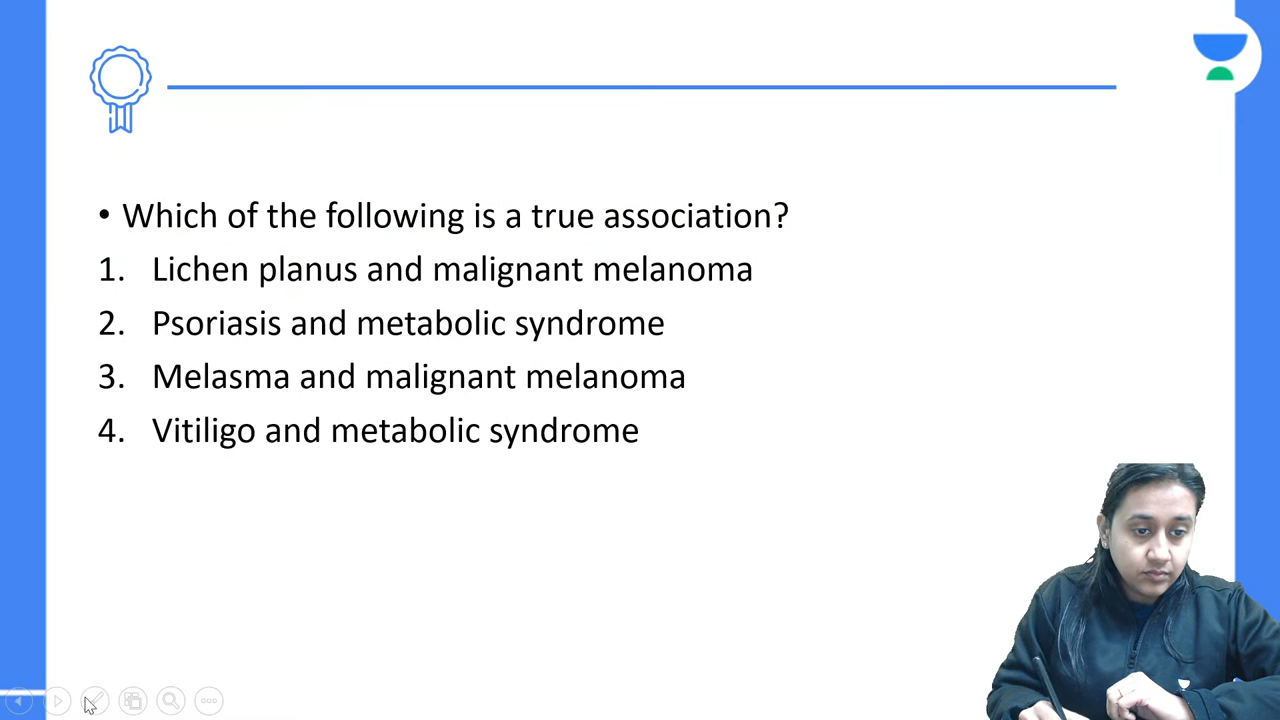 • Which of the following is a true association?
1. Lichen planus and malignant melanoma
2. Psoriasis and metabolic syndrome
3. Melasma and malignant melanoma
4. Vitiligo and metabolic syndrome